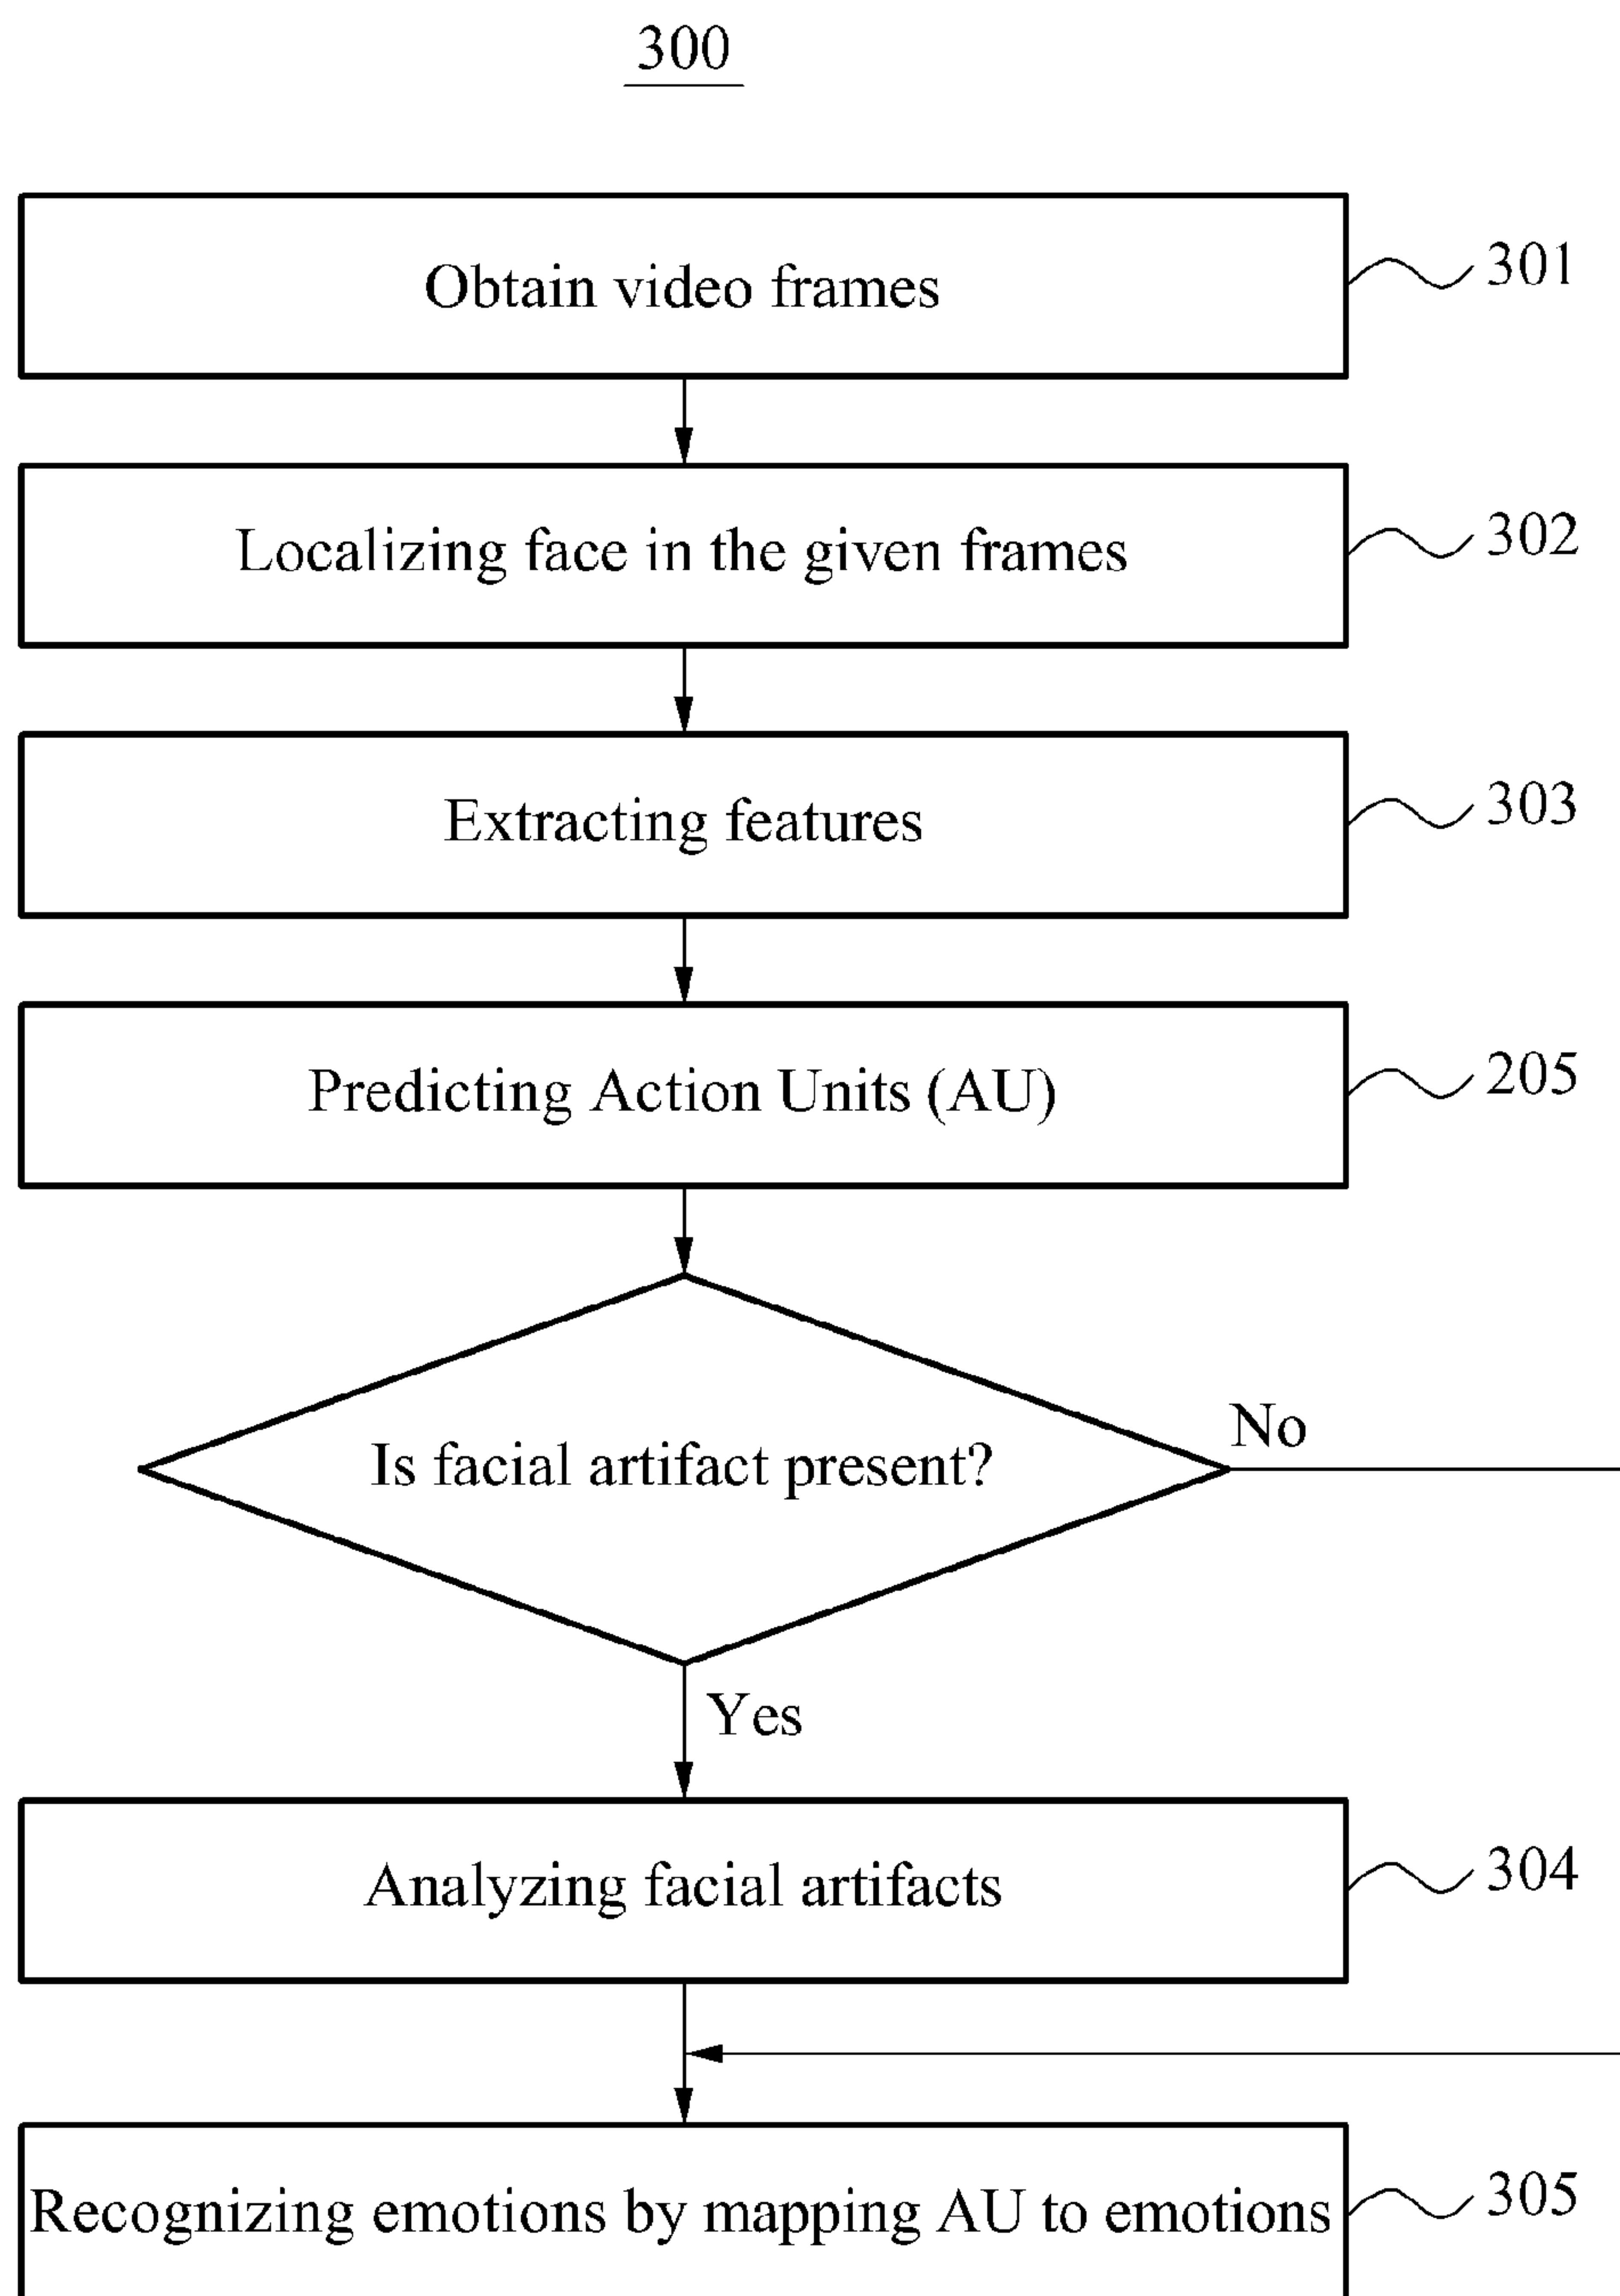 300
Obtain video frames
301
Localizing face in the given frames
302
Extracting features
303
Predicting Action Units (AU)
205
Is facial artifact present?
No
Yes
Analyzing facial artifacts
304
Recognizing emotions by mapping AU to emotions
305